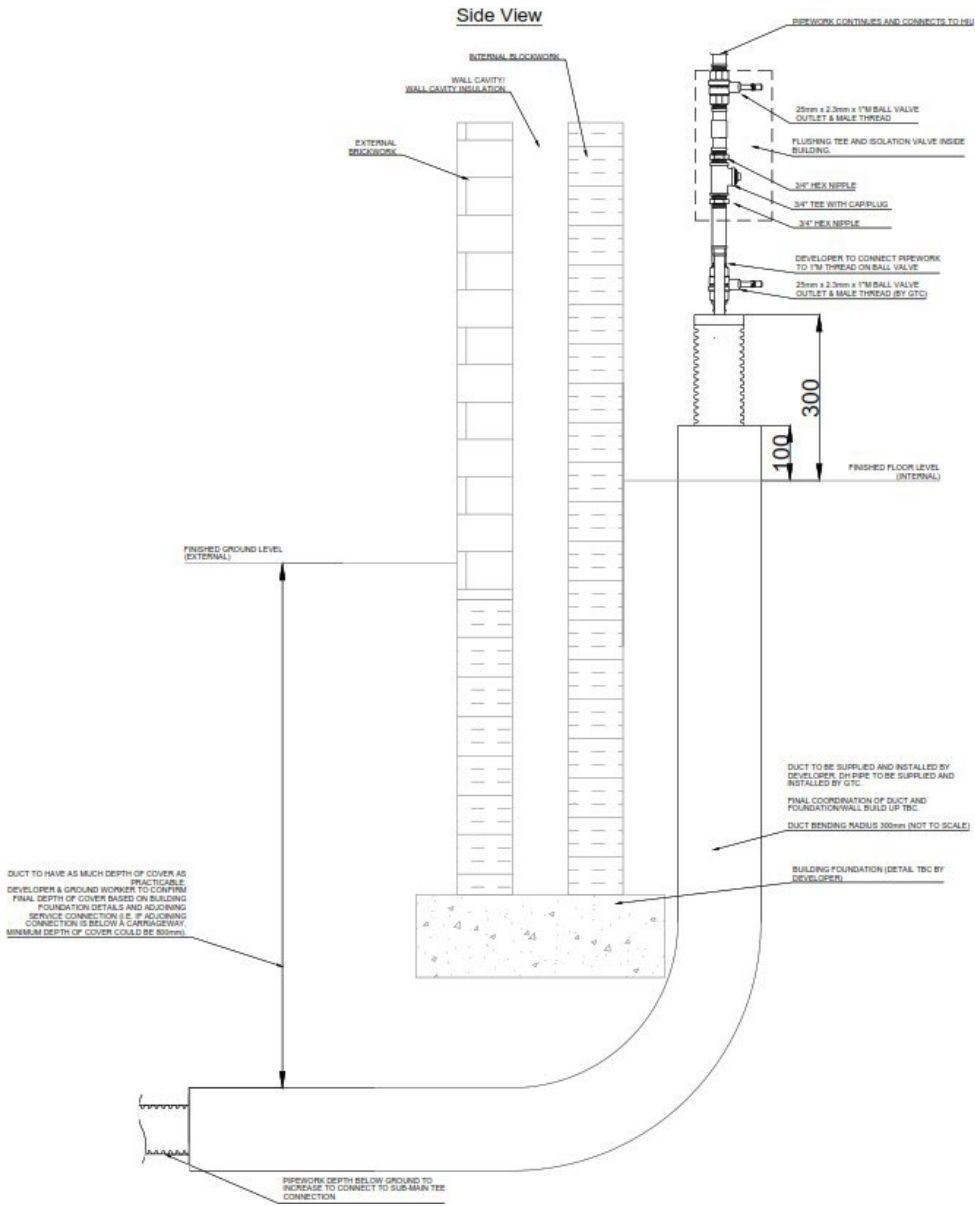 Side View
PIPEWORK CONTINUES AND CONNECTS TO HIU
INTERNAL BLOCKWORK
WALL CAVITY/
WALL CAVITY INSULATION
25mm x 2.3mm x 1"M BALL VALVE
OUTLET & MALE THREAD
EXTERNAL
BRICKWORK
FLUSHING TEE AND ISOLATION VALVE INSIDE
BUILDING.
3/4" HEX NIPPLE
3/4" TEE WITH CAP/PLUG
3/4" HEX NIPPLE
DEVELOPER TO CONNECT PIPEWORK
TO 1"M THREAD ON BALL VALVE
25mm x 2.3mm x 1"M BALL VALVE
OUTLET & MALE THREAD (BY GTC)
300
100
FINISHED FLOOR LEVEL
(INTERNAL)
FINISHED GROUND LEVEL
(EXTERNAL)
DUCT TO BE SUPPLIED AND INSTALLED BY
DEVELOPER. DH PIPE TO BE SUPPLIED AND
INSTALLED BY GTC.
FINAL COORDINATION OF DUCT AND
FOUNDATION/WALL BUILD UP TBC.
DUCT BENDING RADIUS 300mm (NOT TO SCALE)
BUILDING FOUNDATION (DETAIL TBC BY
DEVELOPER)
DUCT TO HAVE AS MUCH DEPTH OF COVER AS
PRACTICABLE.
DEVELOPER & GROUND WORKER TO CONFIRM
FINAL DEPTH OF COVER BASED ON BUILDING
FOUNDATION DETAILS AND ADJOINING
SERVICE CONNECTION (I.E. IF ADJOINING
CONNECTION IS BELOW A CARRIAGEWAY,
MINIMUM DEPTH OF COVER COULD BE 800mm).
PIPEWORK DEPTH BELOW GROUND TO
INCREASE TO CONNECT TO SUB-MAIN TEE
CONNECTION